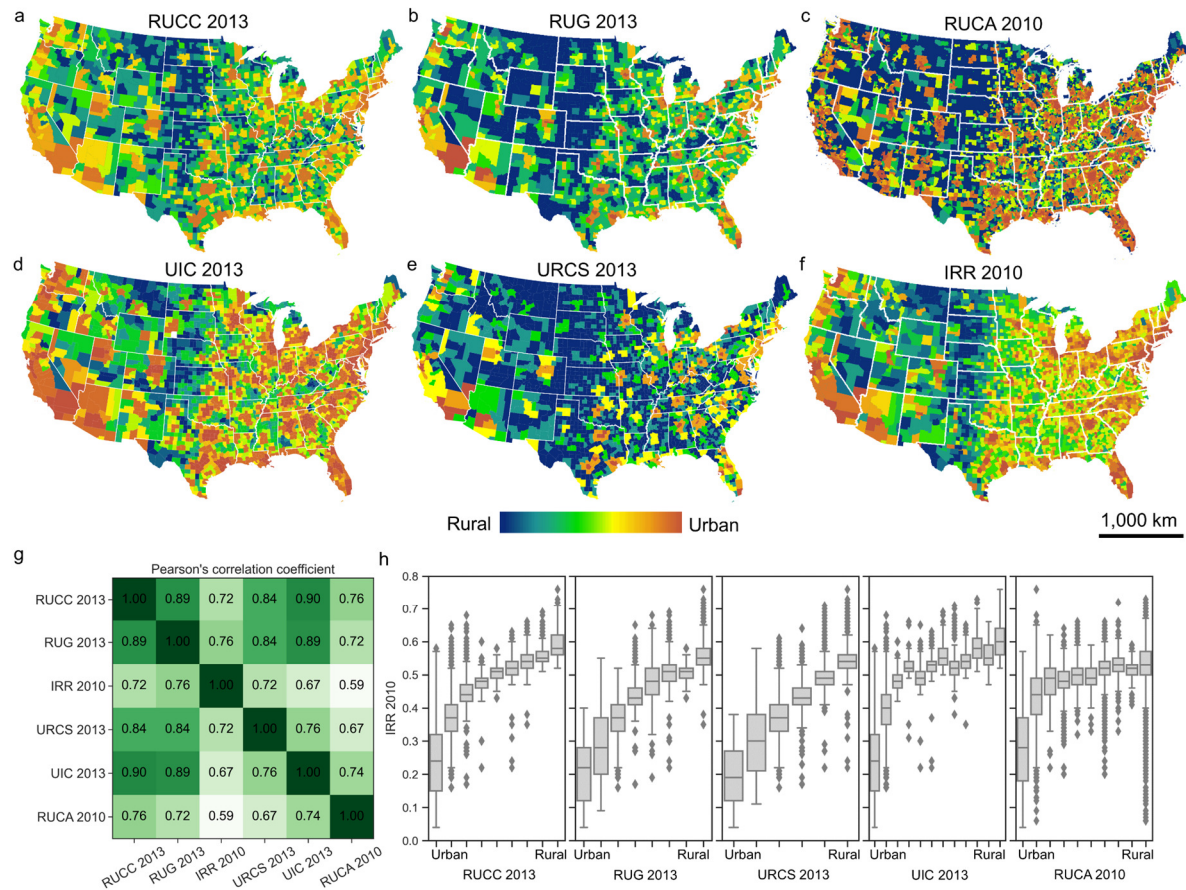 a RUCC 2013
b RUG 2013
c RUCA 2010
d UIC 2013
e URCS 2013
f IRR 2010
Rural Urban
1,000 km
g
Pearson's correlation coefficient
RUCC 2013 1.00 0.89 0.72 0.84 0.90 0.76
RUG 2013 0.89 1.00 0.76 0.84 0.89 0.72
IRR 2010 0.72 0.76 1.00 0.72 0.67 0.59
URCS 2013 0.84 0.84 0.72 1.00 0.76 0.67
UIC 2013 0.90 0.89 0.67 0.76 1.00 0.74
RUCA 2010 0.76 0.72 0.59 0.67 0.74 1.00
RUCC 2013 RUG 2013 IRR 2010 URCS 2013 UIC 2013 RUCA 2010
h
0.8
0.7
0.6
0.5
0.4
0.3
0.2
0.1
0.0
IRR 2010
Urban Rural Urban Rural Urban Rural Urban Rural Urban Rural
RUCC 2013 RUG 2013 URCS 2013 UIC 2013 RUCA 2010